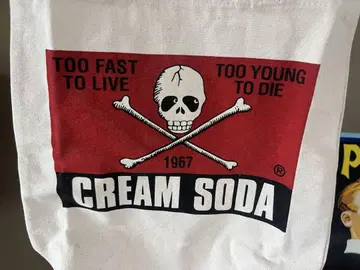 TOO FAST
TO LIVE
TOO YOUNG
TO DIE
1967
®
CREAM SODA